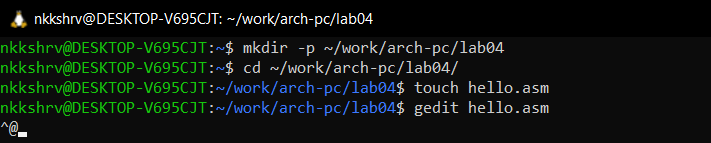 nkkshrv@DESKTOP-V695CJT: ~/work/arch-pc/lab04
nkkshrv@DESKTOP-V695CJT:~$ mkdir -p ~/work/arch-pc/lab04
nkkshrv@DESKTOP-V695CJT:~$ cd ~/work/arch-pc/lab04/
nkkshrv@DESKTOP-V695CJT:~/work/arch-pc/lab04$ touch hello.asm
nkkshrv@DESKTOP-V695CJT:~/work/arch-pc/lab04$ gedit hello.asm
^@